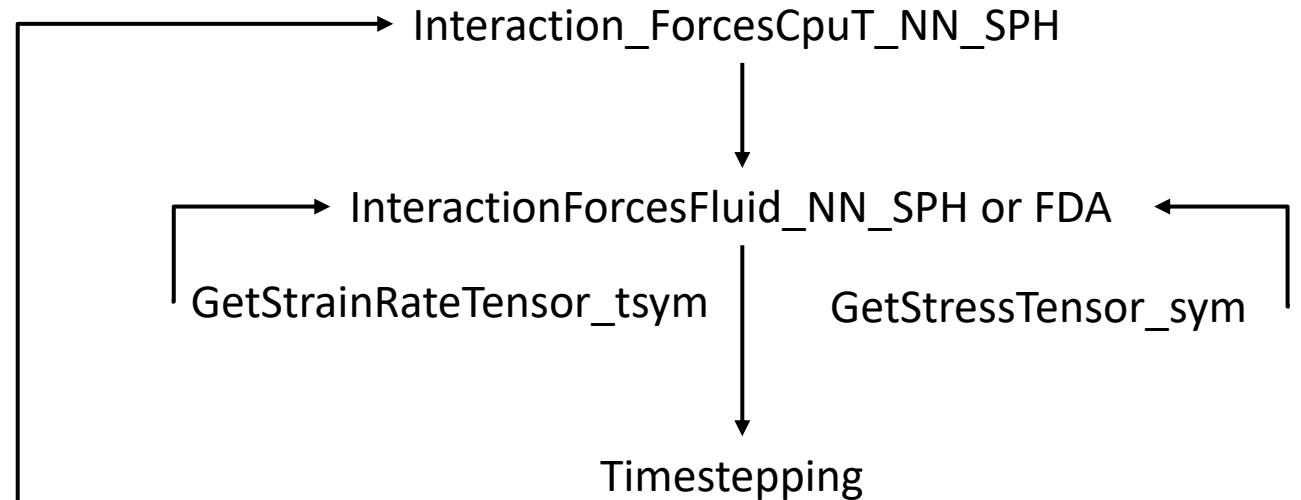 Interaction_ForcesCpuT_NN_SPH
InteractionForcesFluid_NN_SPH or FDA
GetStrainRateTensor_tsym
GetStressTensor_sym
Timestepping